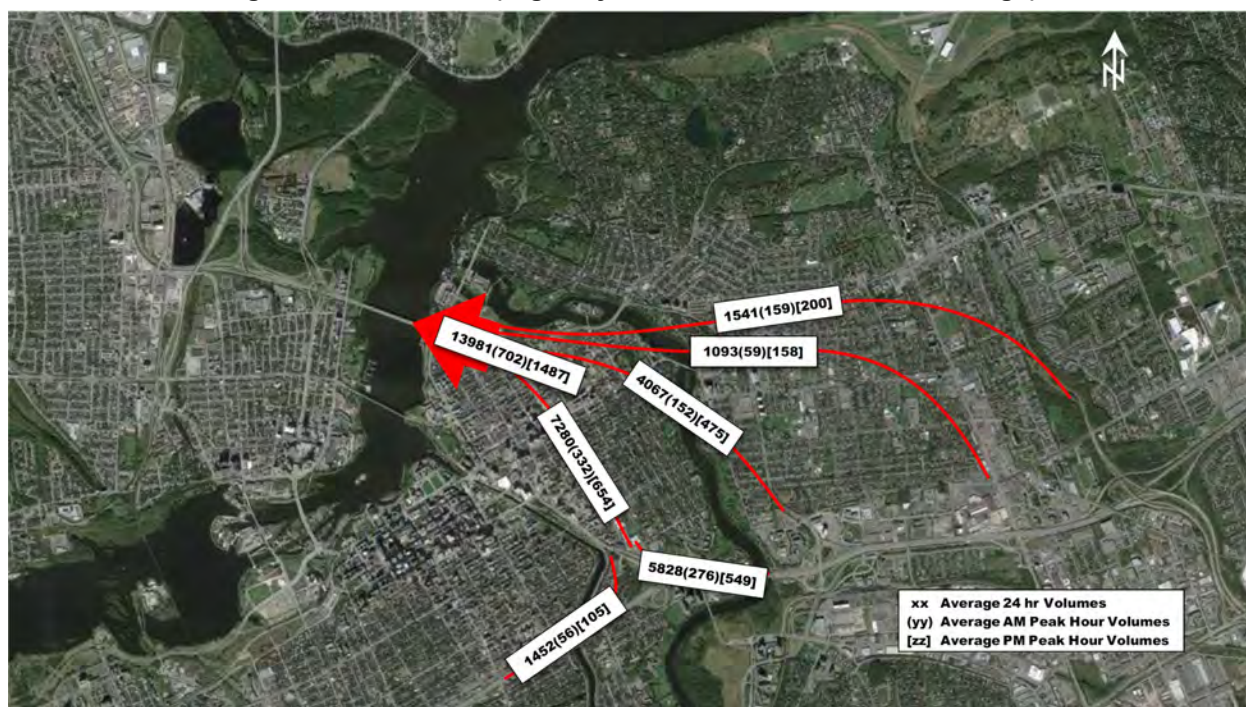 N
1541(159)[200]
1093(59)[158]
13981(702)[1487]
4067(152)[475]
7280(332)[654]
5828(276)[549]
1452(56)[105]
xx Average 24 hr Volumes
(yy) Average AM Peak Hour Volumes
[zz] Average PM Peak Hour Volumes